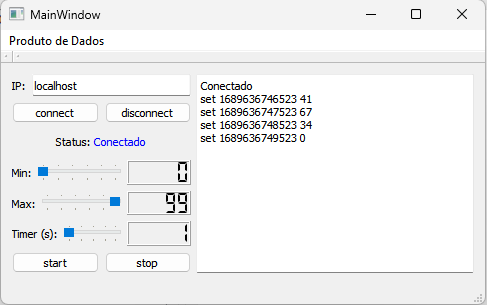 MainWindow
Produto de Dados
IP: localhost
connect disconnect
Status: Conectado
Min: 0
Max: 99
Timer (s): 1
start stop
Conectado
set 1689636746523 41
set 1689636747523 67
set 1689636748523 34
set 1689636749523 0